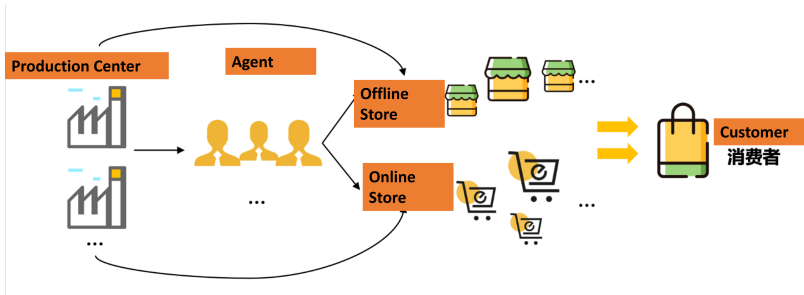 Production Center
Agent
Offline
Store
...
Customer
消费者
Online
Store
...
...
...